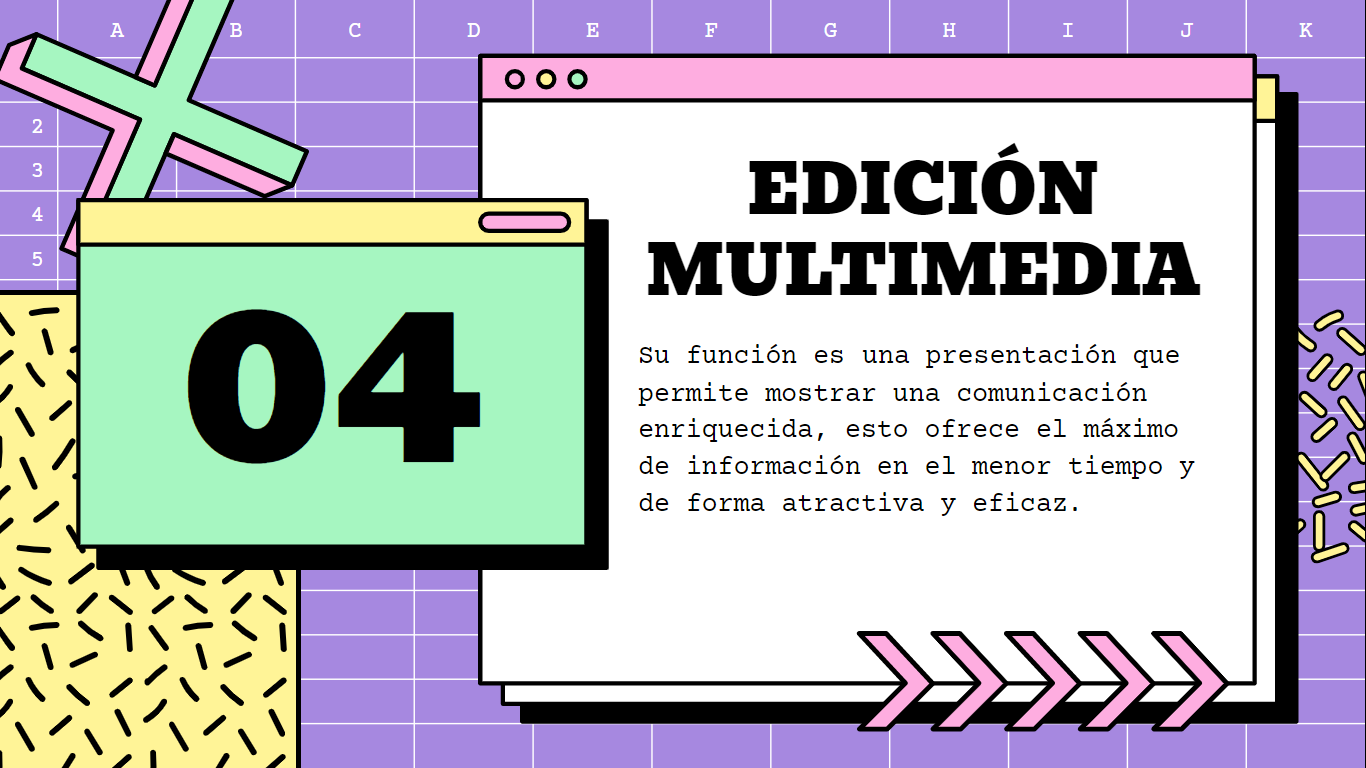 A B C D E F G H I J K
2
3
4
5
04
EDICIÓN
MULTIMEDIA
Su función es una presentación que
permite mostrar una comunicación
enriquecida, esto ofrece el máximo
de información en el menor tiempo y
de forma atractiva y eficaz.